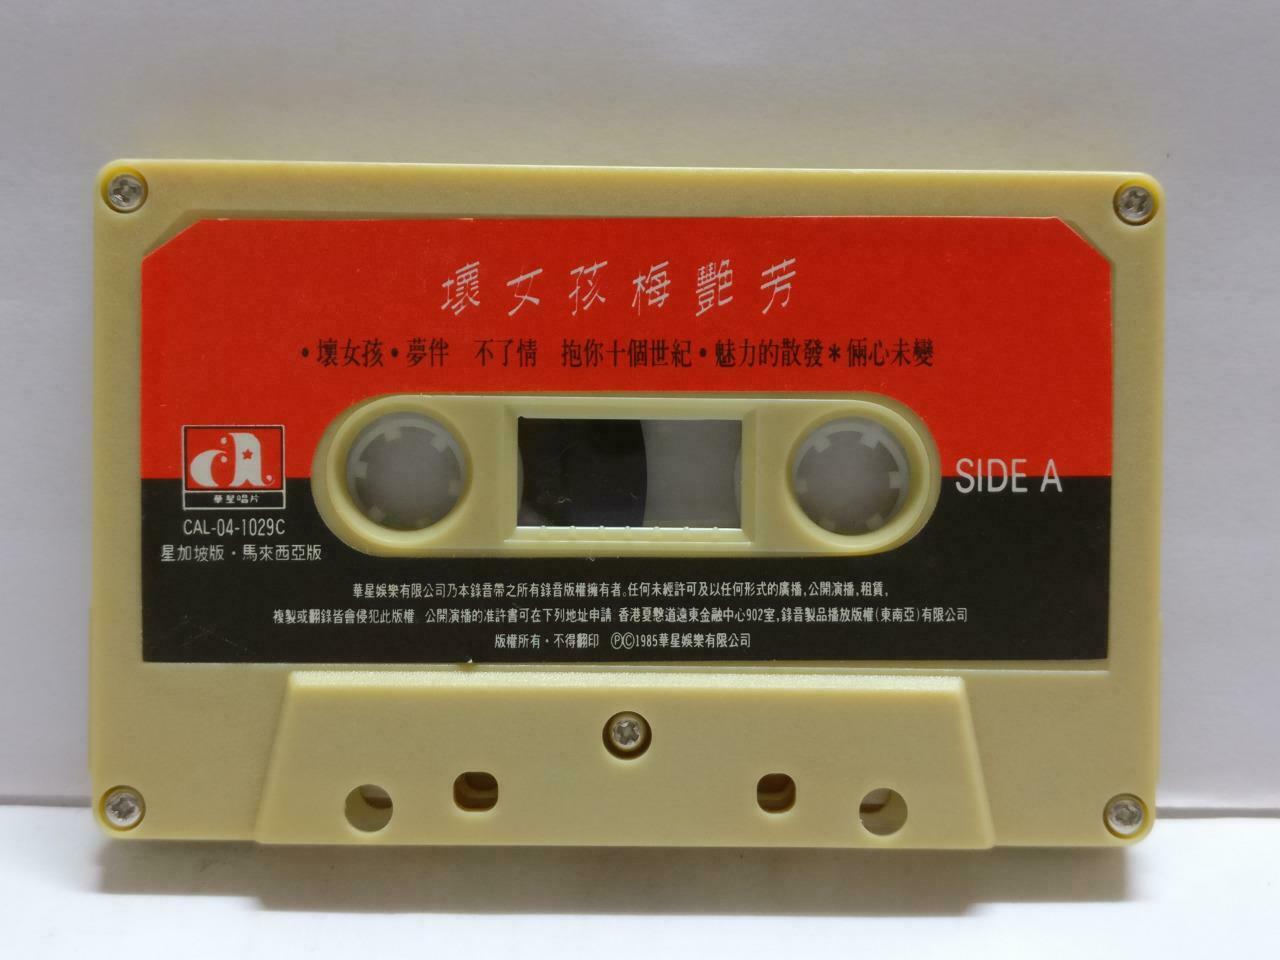 壞女孩梅艷芳
•壞女孩•夢伴 不了情 抱你十個世紀•魅力的散發*倆心未變
華星唱片
SIDE A
CAL-04-1029C
星加坡版•馬來西亞版
華星娛樂有限公司乃本錄音帶之所有錄音版權擁有者。任何未經許可及以任何形式的廣播,公開演播,租賃,
複製或翻錄皆會侵犯此版權 公開演播的准許書可在下列地址申請 香港夏慤道遠東金融中心902室,錄音製品播放版權(東南亞)有限公司
版權所有•不得翻印 ⓅⒸ1985華星娛樂有限公司